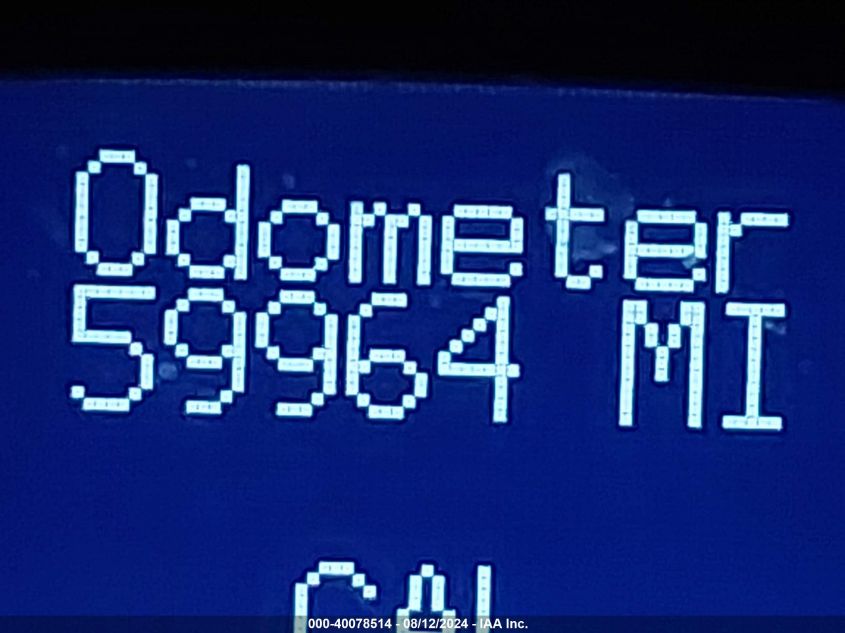 Odometer
59964 MI
000-40078514 - 08/12/2024 - IAA Inc.